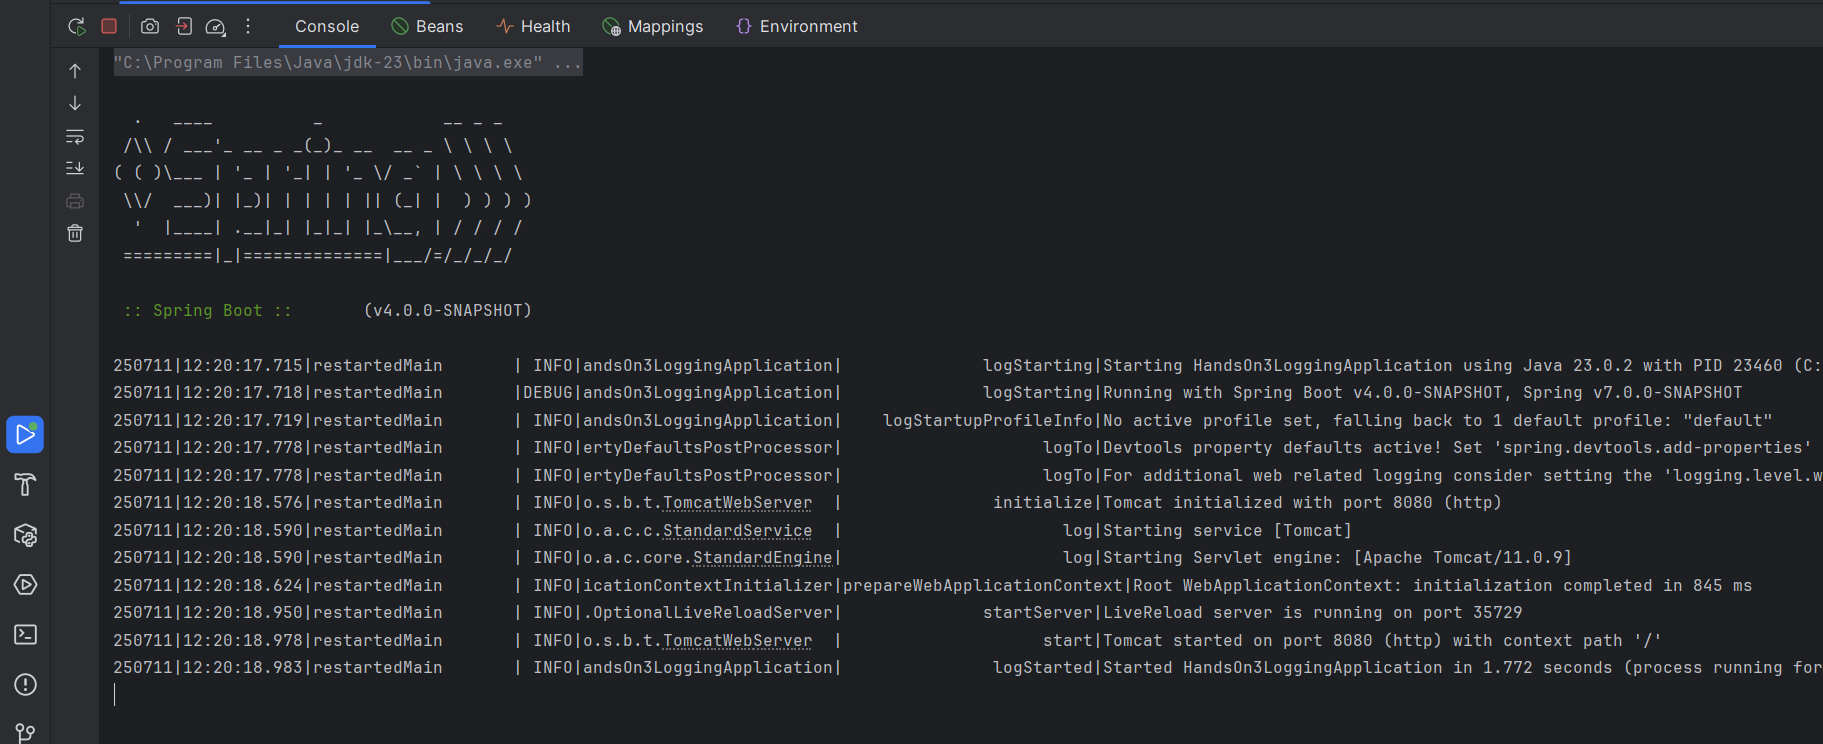 Console Beans Health Mappings Environment
"C:\Program Files\Java\jdk-23\bin\java.exe" ...
  .   ____          _            __ _ _
 /\\ / ___'_ __ _ _(_)_ __  __ _ \ \ \ \
( ( )\___ | '_ | '_| | '_ \/ _` | \ \ \ \
 \\/  ___)| |_)| | | | | || (_| |  ) ) ) )
  '  |____| .__|_| |_|_| |_\__, | / / / /
 =========|_|==============|___/=/_/_/_/
 :: Spring Boot ::       (v4.0.0-SNAPSHOT)
250711|12:20:17.715|restartedMain       | INFO|andsOn3LoggingApplication|              logStarting|Starting HandsOn3LoggingApplication using Java 23.0.2 with PID 23460 (C:
250711|12:20:17.718|restartedMain       |DEBUG|andsOn3LoggingApplication|              logStarting|Running with Spring Boot v4.0.0-SNAPSHOT, Spring v7.0.0-SNAPSHOT
250711|12:20:17.719|restartedMain       | INFO|andsOn3LoggingApplication|    logStartupProfileInfo|No active profile set, falling back to 1 default profile: "default"
250711|12:20:17.778|restartedMain       | INFO|ertyDefaultsPostProcessor|                    logTo|Devtools property defaults active! Set 'spring.devtools.add-properties'
250711|12:20:17.778|restartedMain       | INFO|ertyDefaultsPostProcessor|                    logTo|For additional web related logging consider setting the 'logging.level.w
250711|12:20:18.576|restartedMain       | INFO|o.s.b.t.TomcatWebServer  |               initialize|Tomcat initialized with port 8080 (http)
250711|12:20:18.590|restartedMain       | INFO|o.a.c.c.StandardService  |                      log|Starting service [Tomcat]
250711|12:20:18.590|restartedMain       | INFO|o.a.c.core.StandardEngine|                      log|Starting Servlet engine: [Apache Tomcat/11.0.9]
250711|12:20:18.624|restartedMain       | INFO|icationContextInitializer|prepareWebApplicationContext|Root WebApplicationContext: initialization completed in 845 ms
250711|12:20:18.950|restartedMain       | INFO|.OptionalLiveReloadServer|              startServer|LiveReload server is running on port 35729
250711|12:20:18.978|restartedMain       | INFO|o.s.b.t.TomcatWebServer  |                    start|Tomcat started on port 8080 (http) with context path '/'
250711|12:20:18.983|restartedMain       | INFO|andsOn3LoggingApplication|               logStarted|Started HandsOn3LoggingApplication in 1.772 seconds (process running for